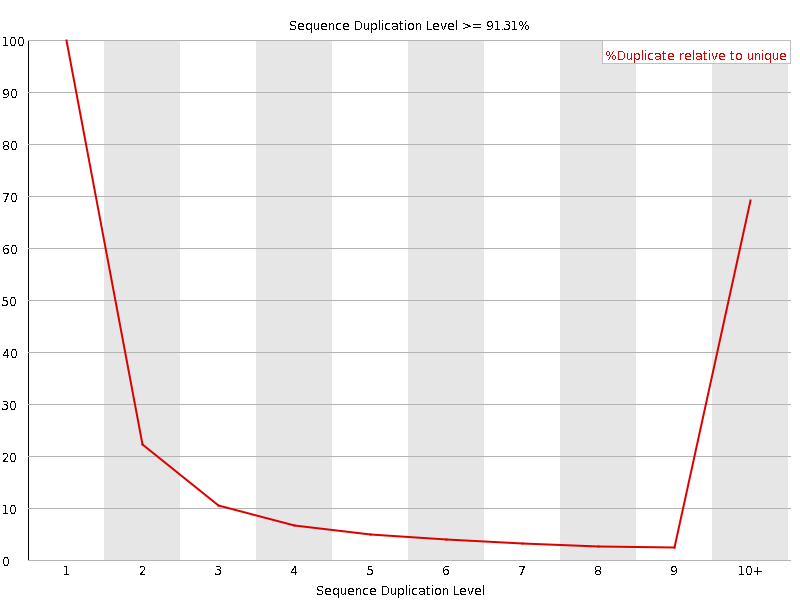 Sequence Duplication Level >= 91.31%
%Duplicate relative to unique
100
90
80
70
60
50
40
30
20
10
0
1 2 3 4 5 6 7 8 9 10+
Sequence Duplication Level